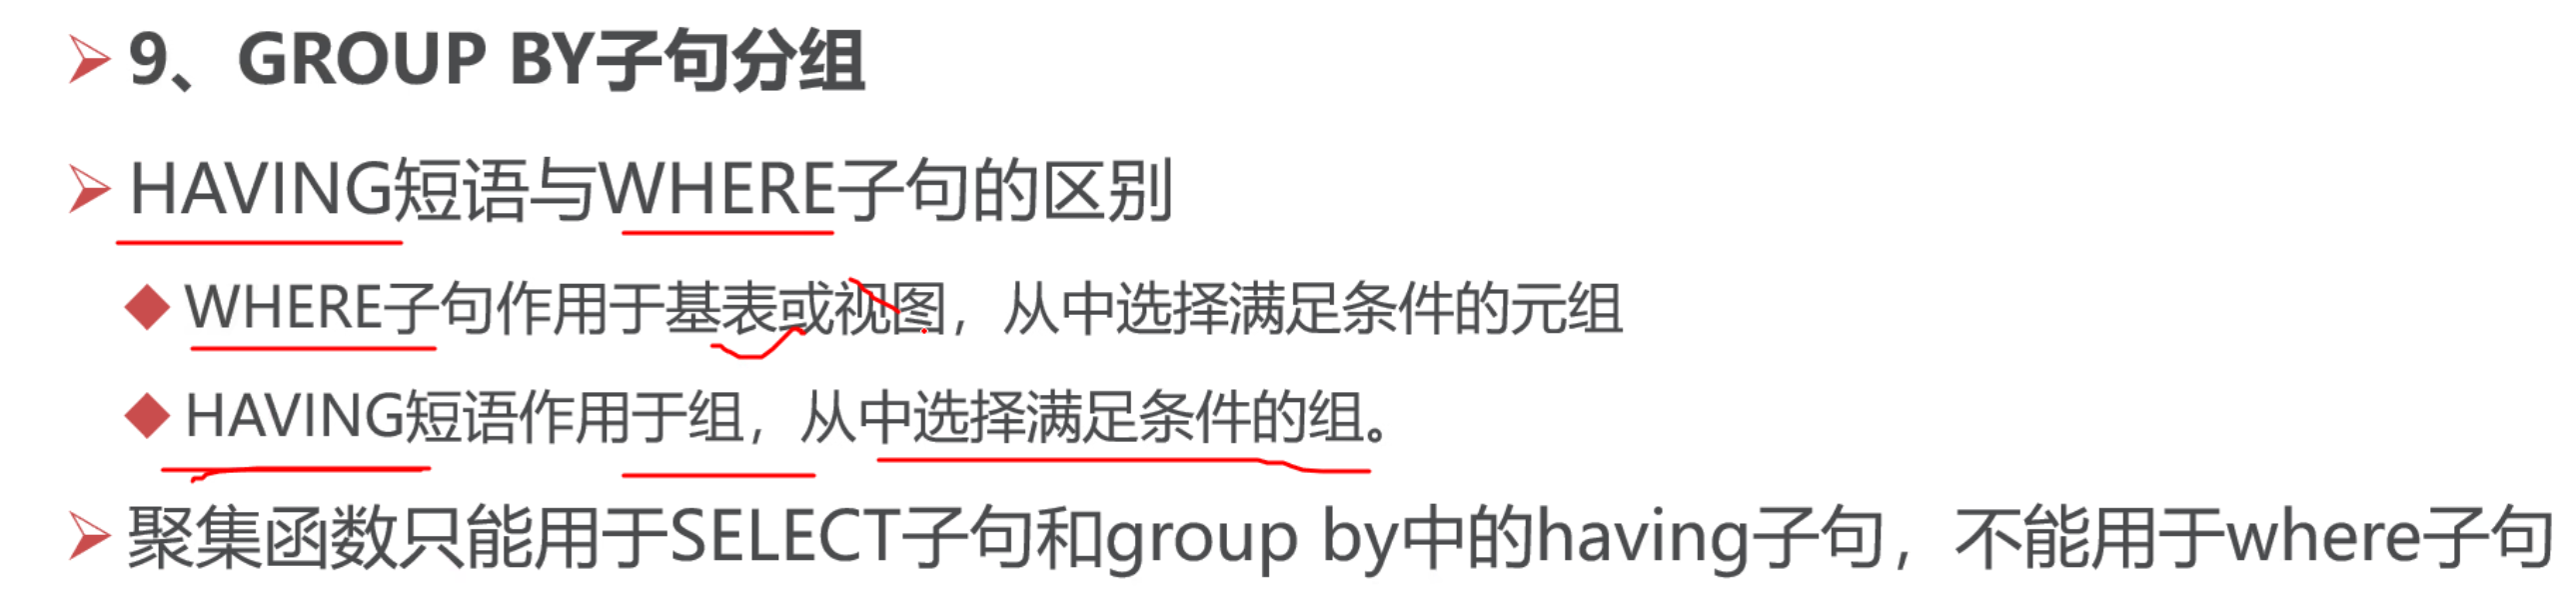 9、GROUP BY子句分组
HAVING短语与WHERE子句的区别
WHERE子句作用于基表或视图，从中选择满足条件的元组
HAVING短语作用于组，从中选择满足条件的组。
聚集函数只能用于SELECT子句和group by中的having子句，不能用于where子句